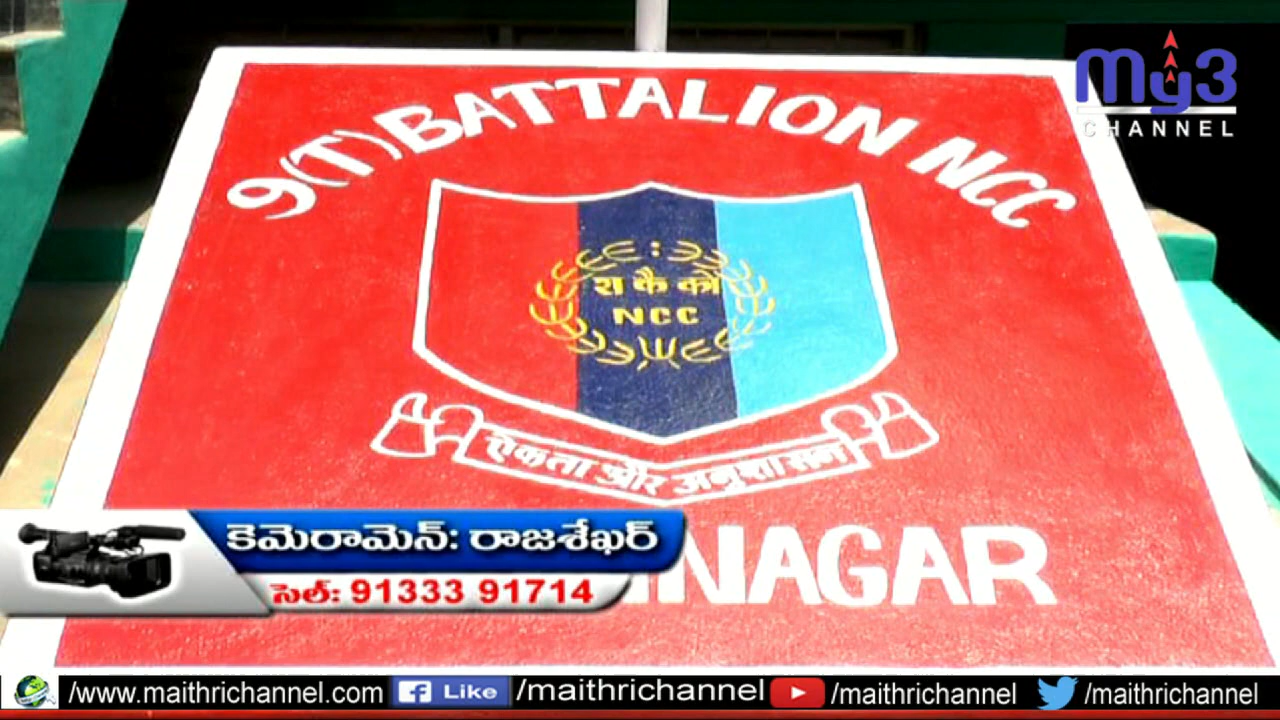 My3
CHANNEL
9(T) BATTALION NCC
रा कै को
NCC
ऐकता और अनुशासन
NAGAR
కెమెరామెన్: రాజశేఖర్
సెల్: 91333 91714
/www.maithrichannel.com
f Like /maithrichannel
/maithrichannel
/maithrichannel